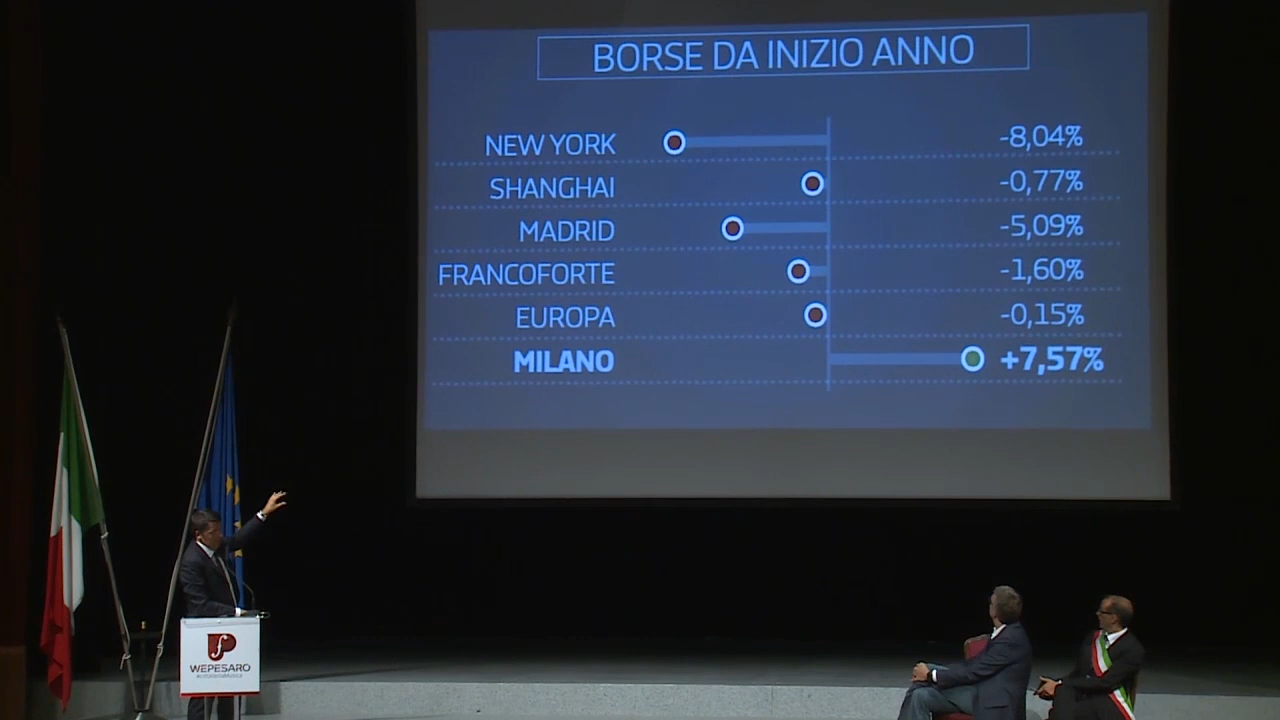 BORSE DA INIZIO ANNO
NEW YORK -8,04%
SHANGHAI -0,77%
MADRID -5,09%
FRANCOFORTE -1,60%
EUROPA -0,15%
MILANO +7,57%
WEPESARO